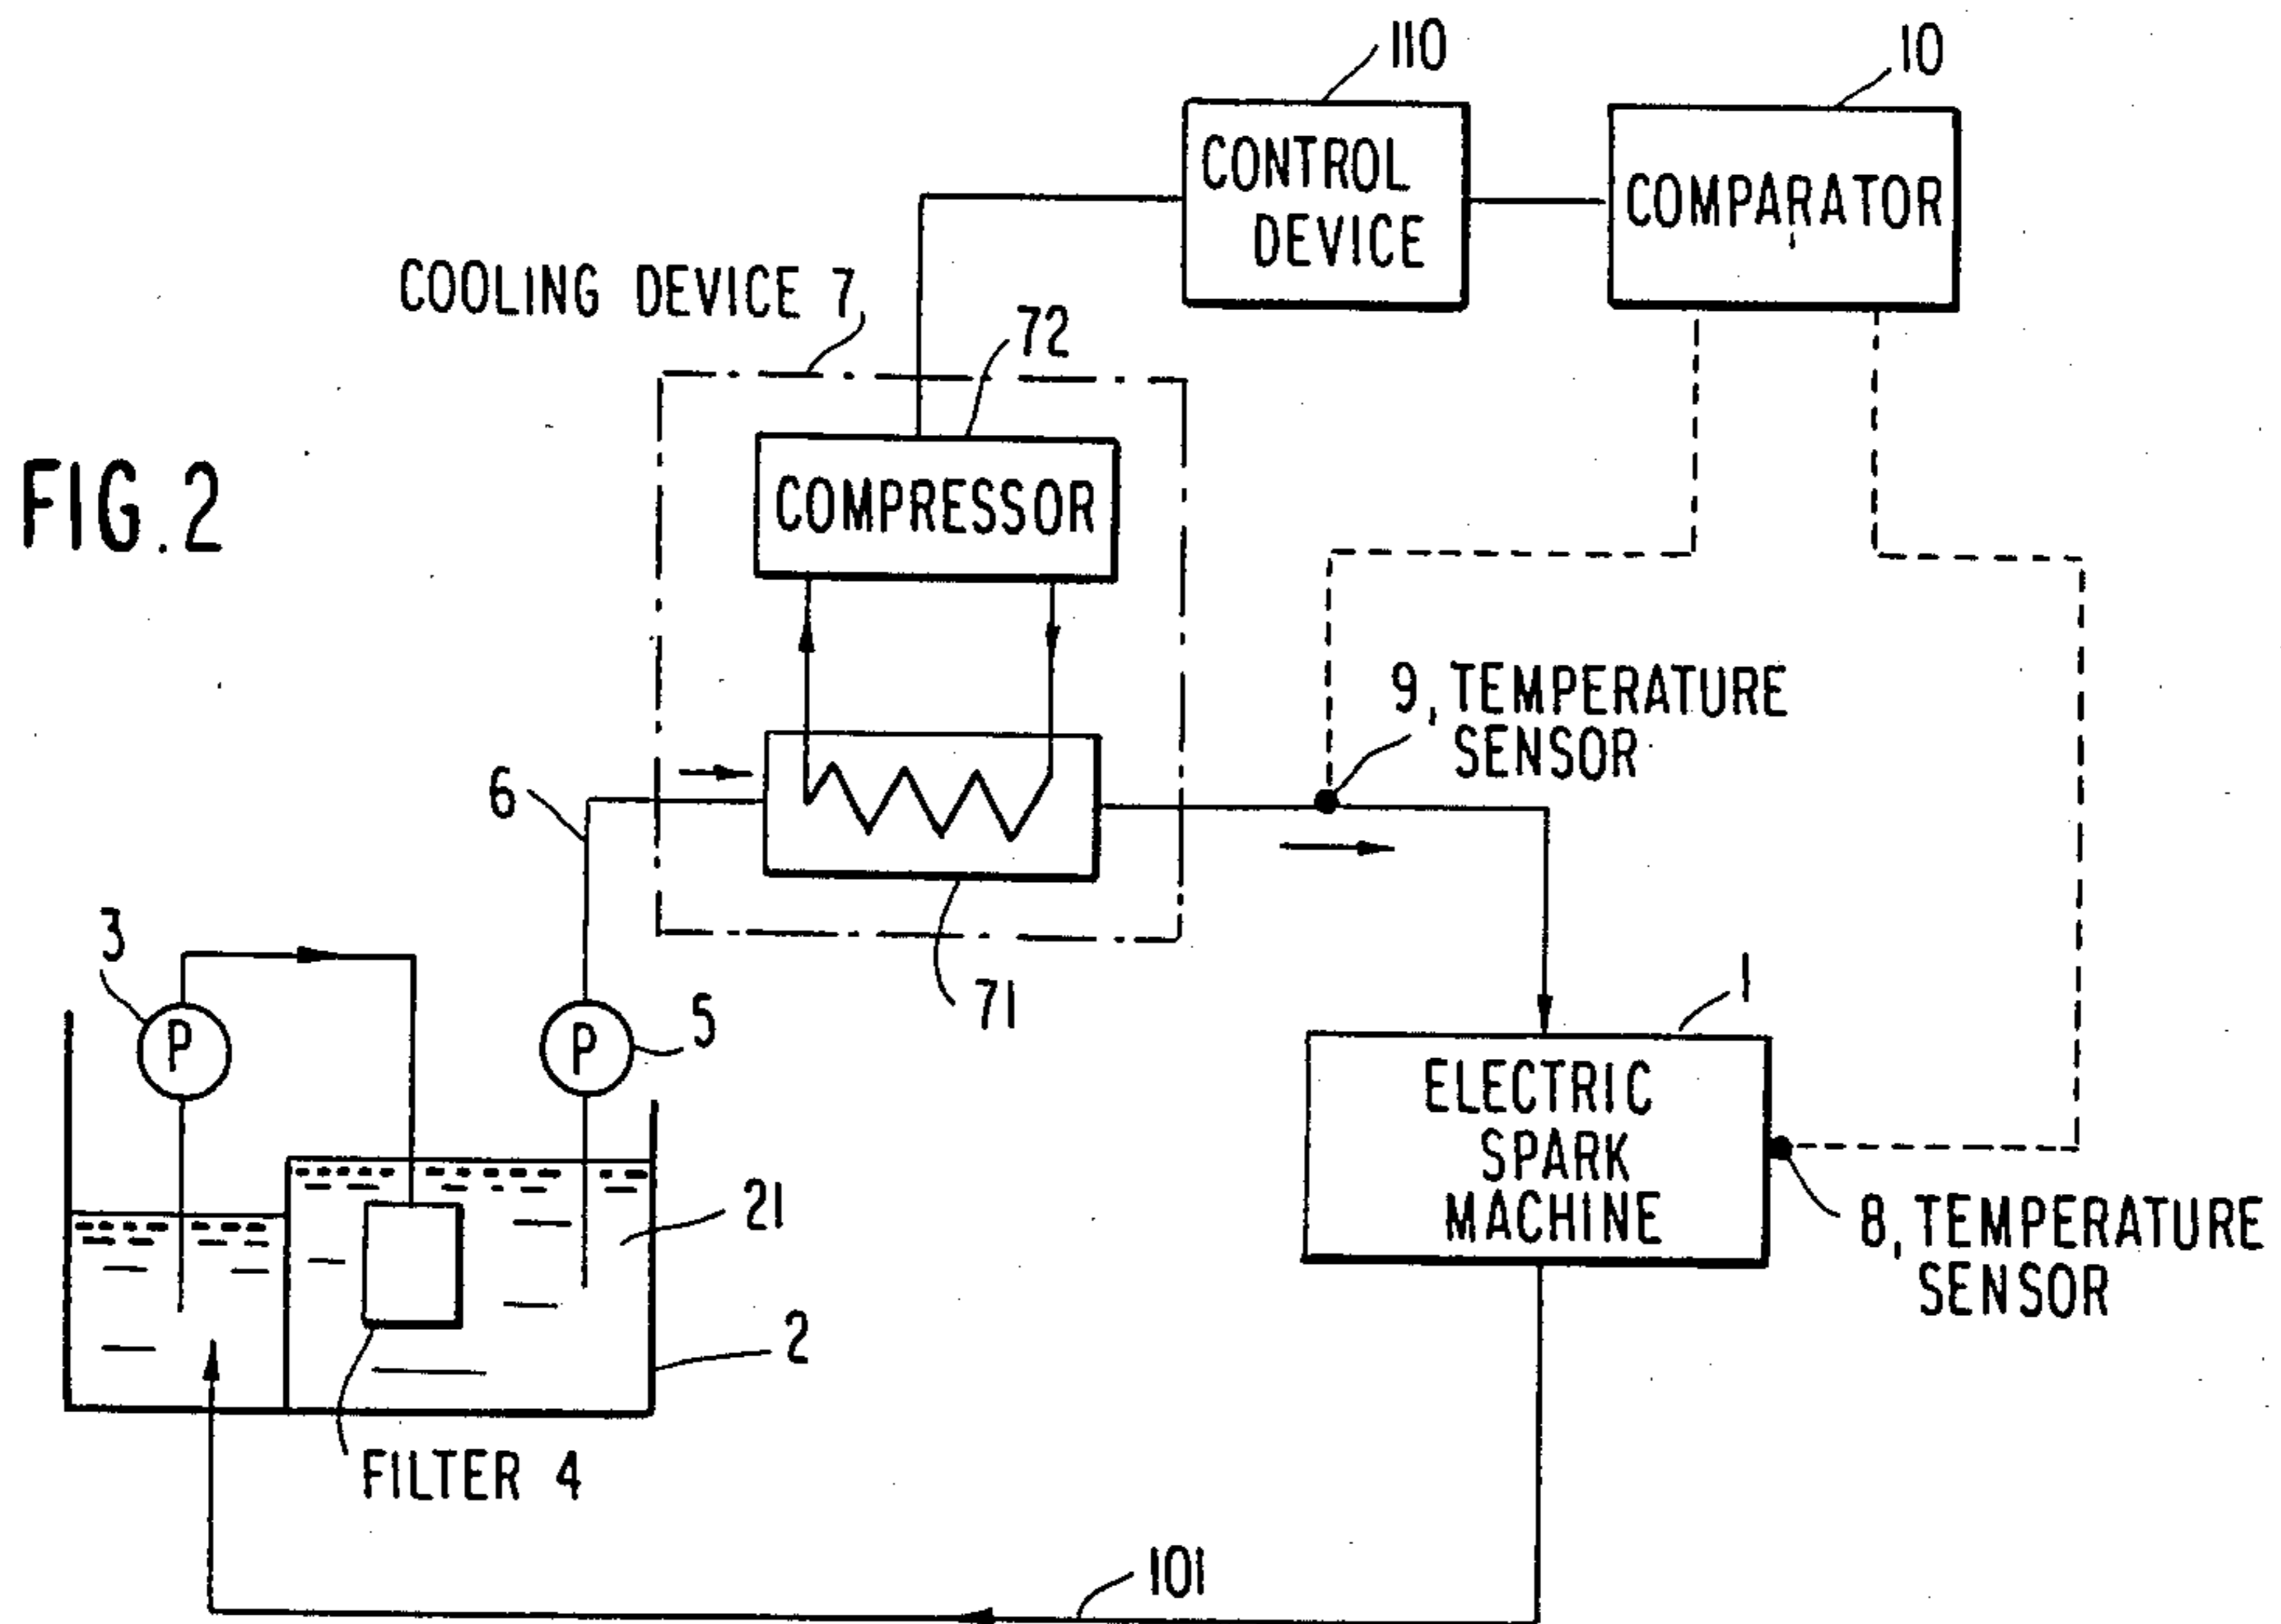 110
10
CONTROL
DEVICE
COMPARATOR
COOLING DEVICE 7
72
COMPRESSOR
FIG.2
9, TEMPERATURE
SENSOR
6
71
3
P
5
P
1
ELECTRIC
SPARK
MACHINE
21
8, TEMPERATURE
SENSOR
2
FILTER 4
101